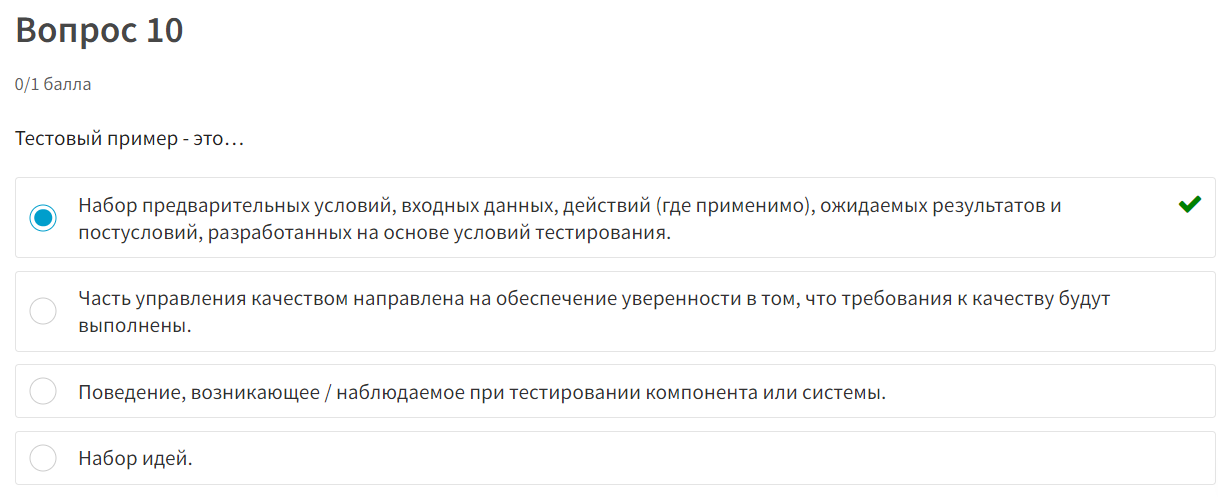 Вопрос 10
0/1 балла
Тестовый пример - это…
Набор предварительных условий, входных данных, действий (где применимо), ожидаемых результатов и
постусловий, разработанных на основе условий тестирования.
Часть управления качеством направлена на обеспечение уверенности в том, что требования к качеству будут
выполнены.
Поведение, возникающее / наблюдаемое при тестировании компонента или системы.
Набор идей.